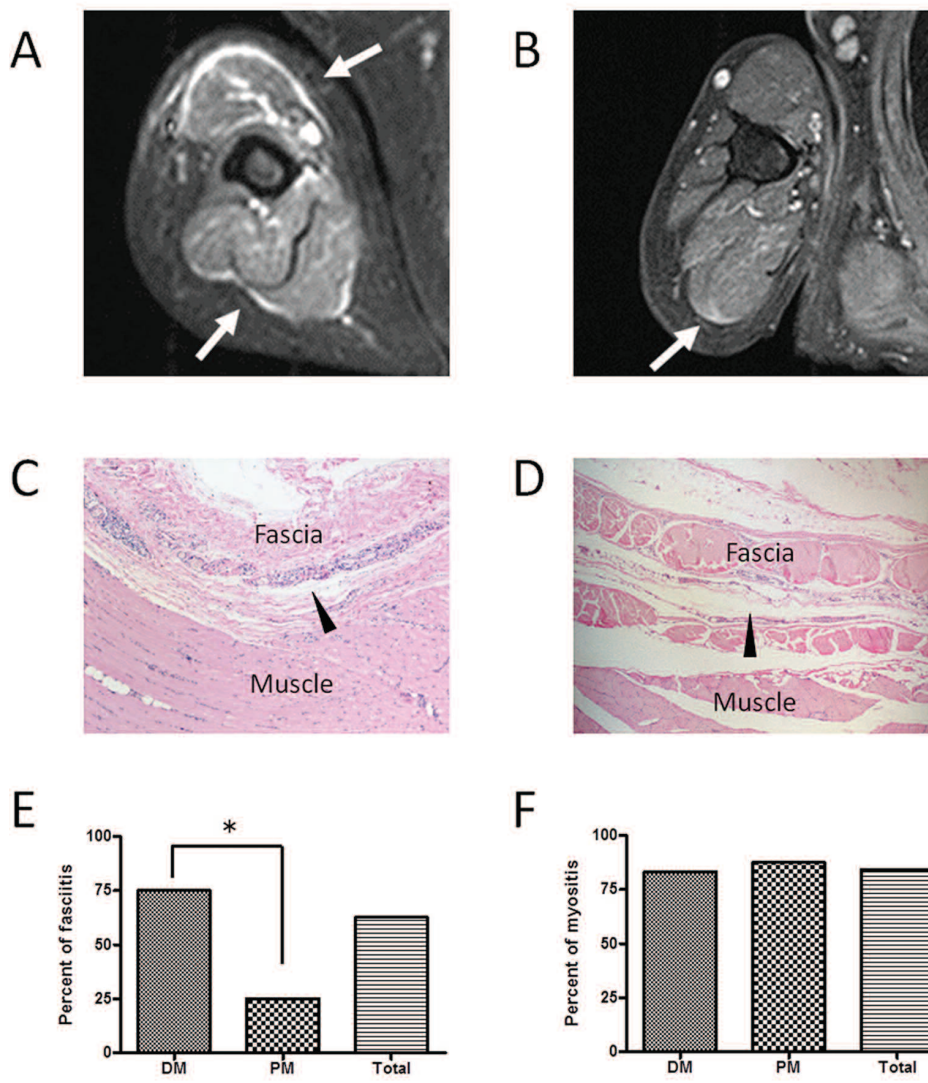 A
B
C
Fascia
Muscle
D
Fascia
Muscle
E
Percent of fasciitis
100
75
50
25
0
*
DM PM Total
F
Percent of myositis
100
75
50
25
0
DM PM Total